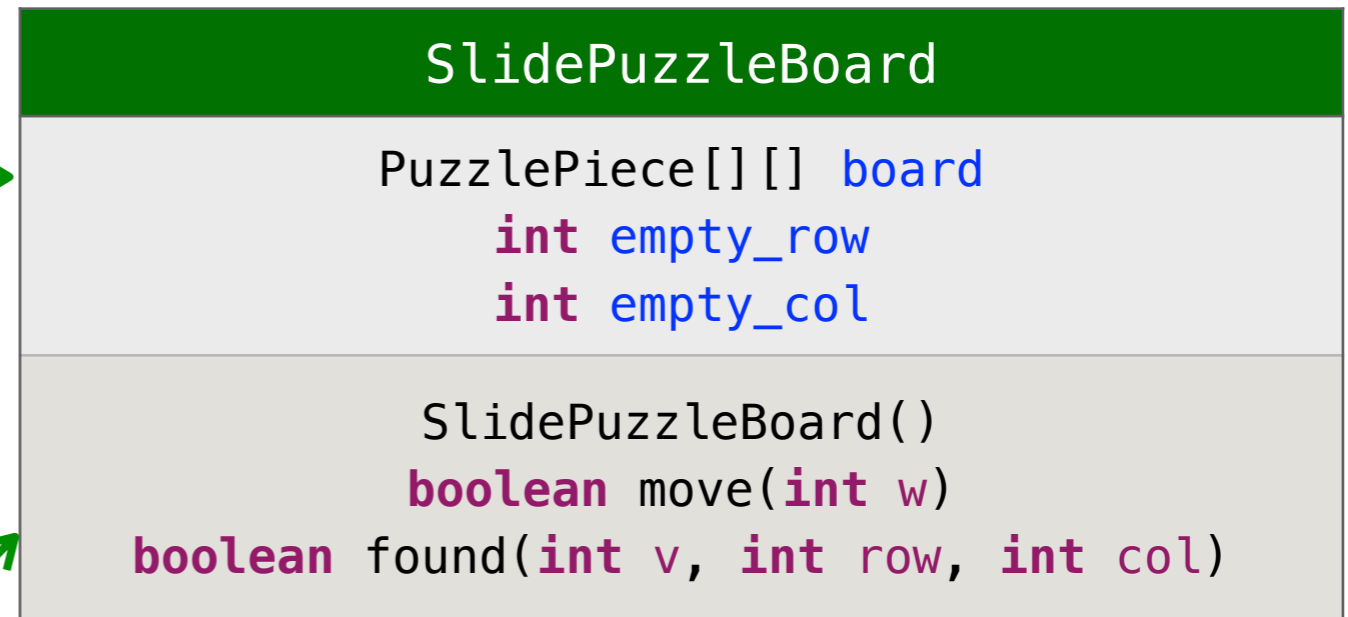 SlidePuzzleBoard
PuzzlePiece[][] board
int empty_row
int empty_col
SlidePuzzleBoard()
boolean move(int w)
boolean found(int v, int row, int col)